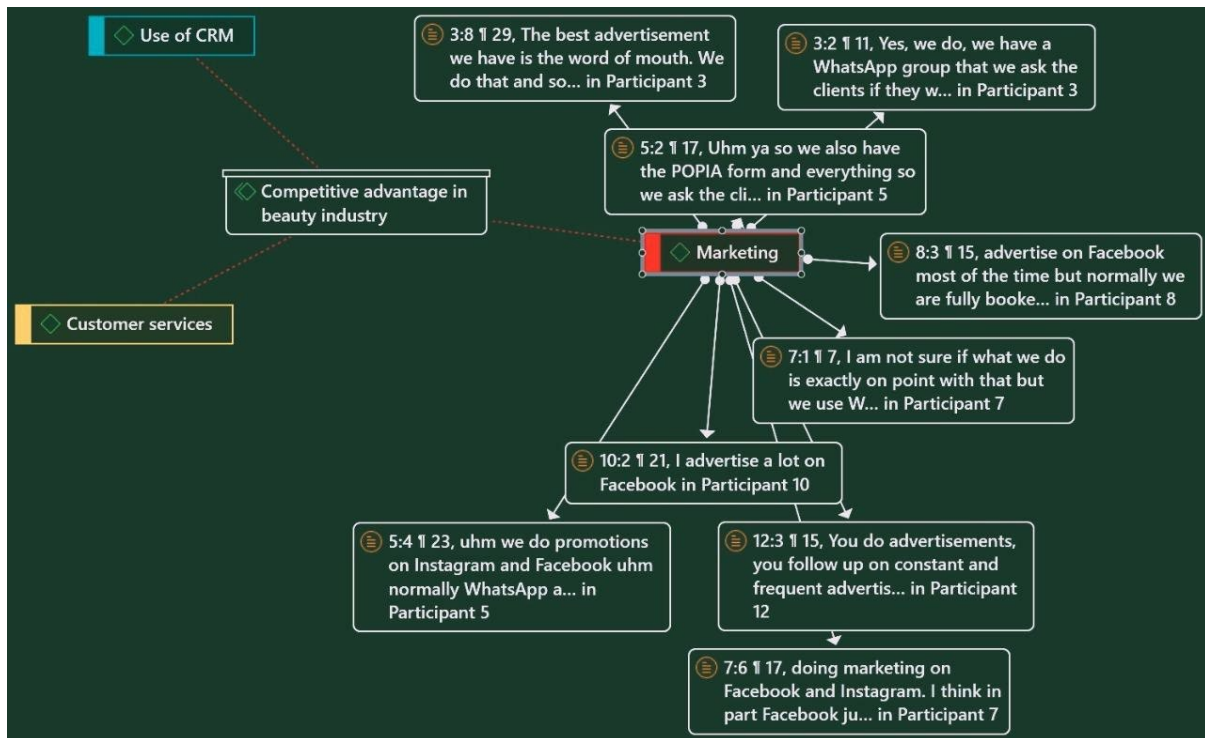 Use of CRM
3:8 ¶ 29, The best advertisement
we have is the word of mouth. We
do that and so... in Participant 3
3:2 ¶ 11, Yes, we do, we have a
WhatsApp group that we ask the
clients if they w... in Participant 3
5:2 ¶ 17, Uhm ya so we also have
the POPIA form and everything so
we ask the cli... in Participant 5
Competitive advantage in
beauty industry
Marketing
8:3 ¶ 15, advertise on Facebook
most of the time but normally we
are fully booke... in Participant 8
Customer services
7:1 ¶ 7, I am not sure if what we do
is exactly on point with that but
we use W... in Participant 7
10:2 ¶ 21, I advertise a lot on
Facebook in Participant 10
5:4 ¶ 23, uhm we do promotions
on Instagram and Facebook uhm
normally WhatsApp a... in
Participant 5
12:3 ¶ 15, You do advertisements,
you follow up on constant and
frequent advertis... in Participant
12
7:6 ¶ 17, doing marketing on
Facebook and Instagram. I think in
part Facebook ju... in Participant 7